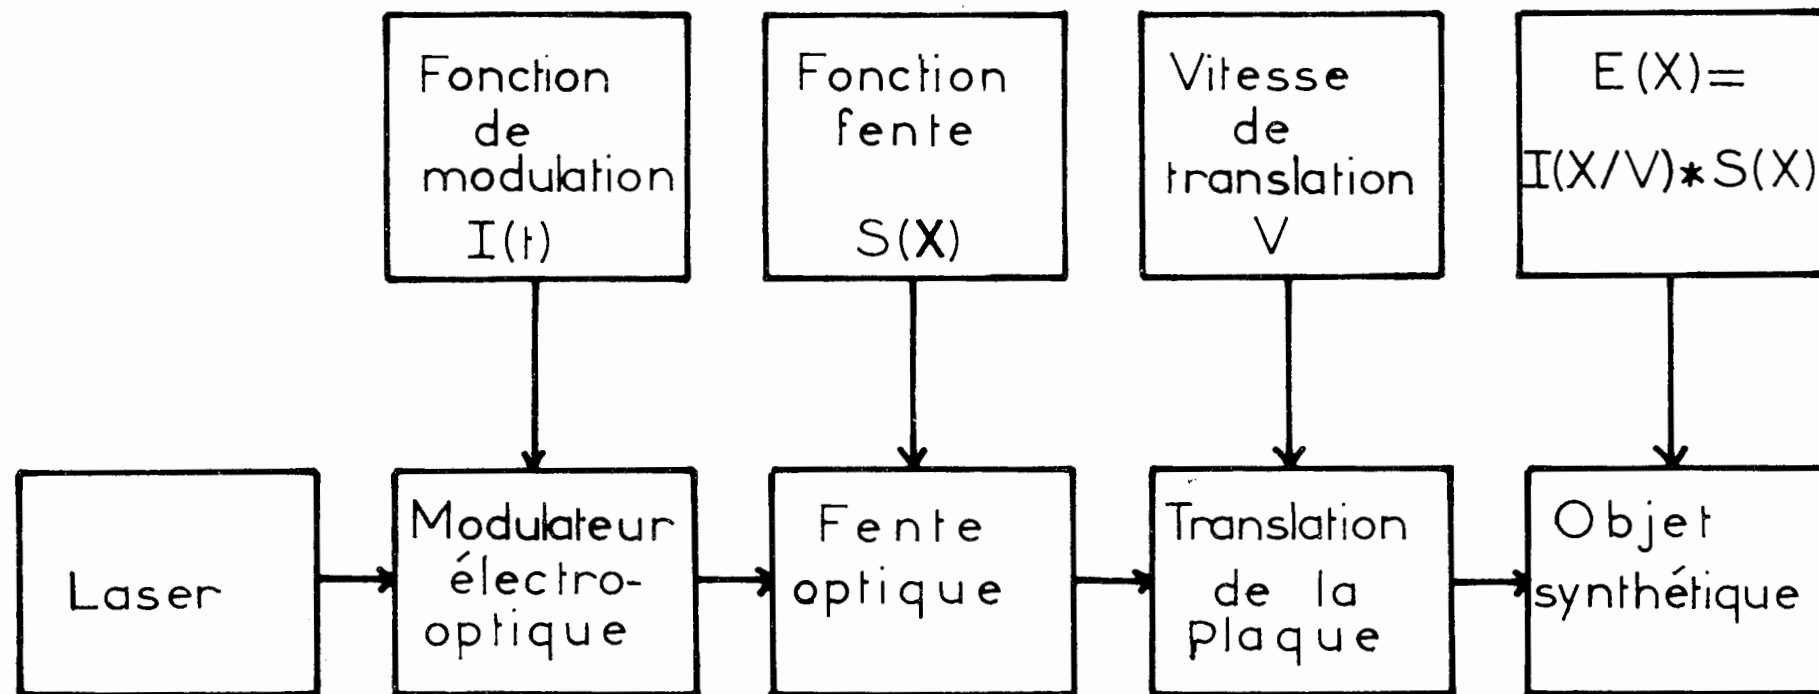 Fonction
de
modulation
I(t)
Fonction
fente
S(X)
Vitesse
de
translation
V
E(X)=
I(X/V)*S(X)
Laser
Modulateur
électro-
optique
Fente
optique
Translation
de la
plaque
Objet
synthétique